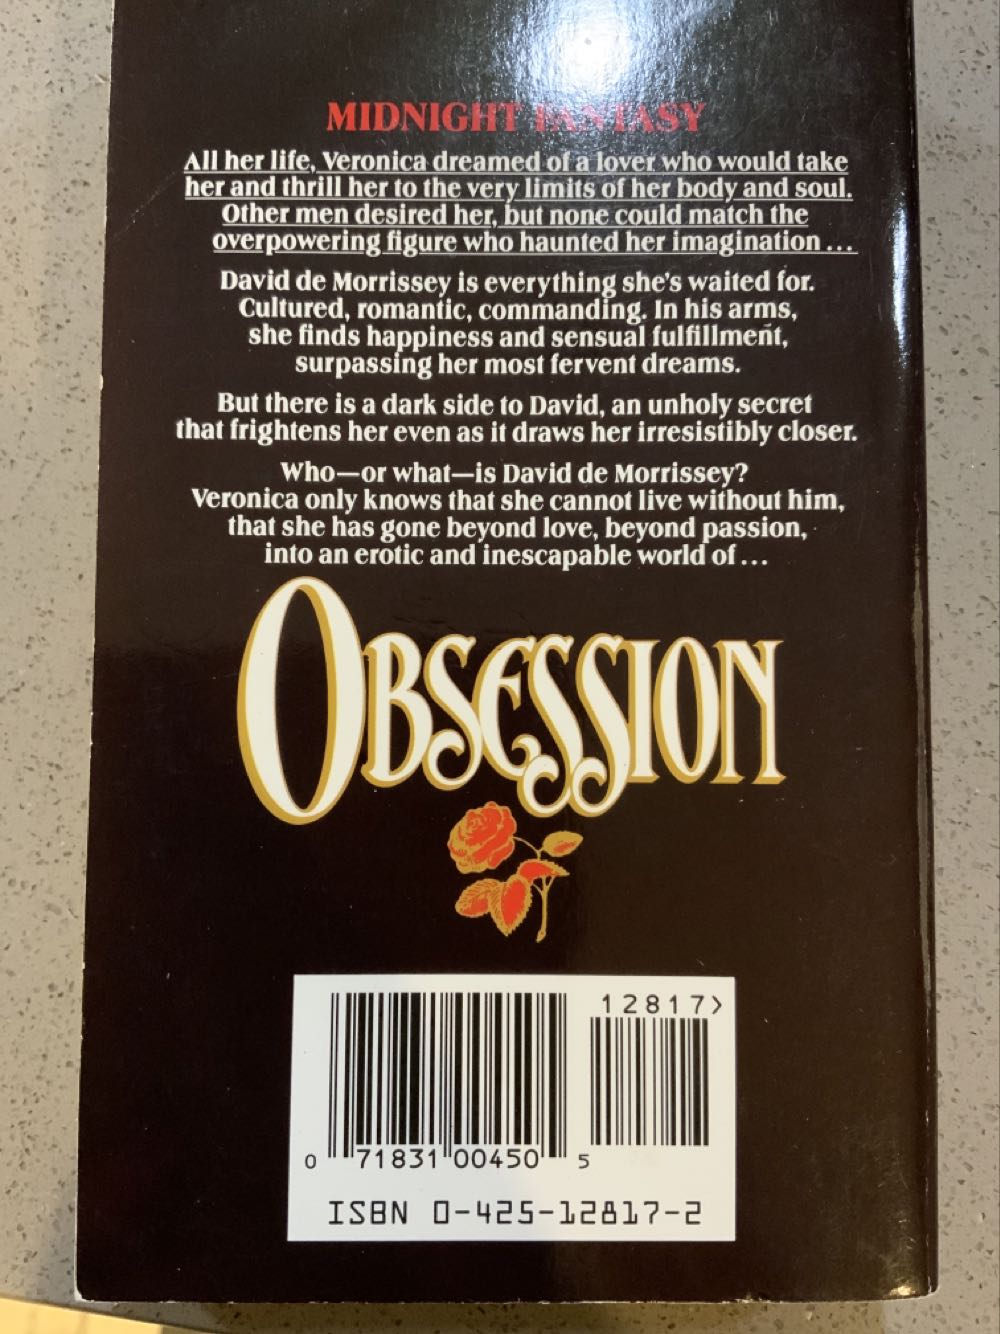 MIDNIGHT FANTASY
All her life, Veronica dreamed of a lover who would take
her and thrill her to the very limits of her body and soul.
Other men desired her, but none could match the
overpowering figure who haunted her imagination...
David de Morrissey is everything she's waited for.
Cultured, romantic, commanding. In his arms,
she finds happiness and sensual fulfillment,
surpassing her most fervent dreams.
But there is a dark side to David, an unholy secret
that frightens her even as it draws her irresistibly closer.
Who—or what—is David de Morrissey?
Veronica only knows that she cannot live without him,
that she has gone beyond love, beyond passion,
into an erotic and inescapable world of...
OBSESSION
12817>
0 71831 00450 5
ISBN 0-425-12817-2